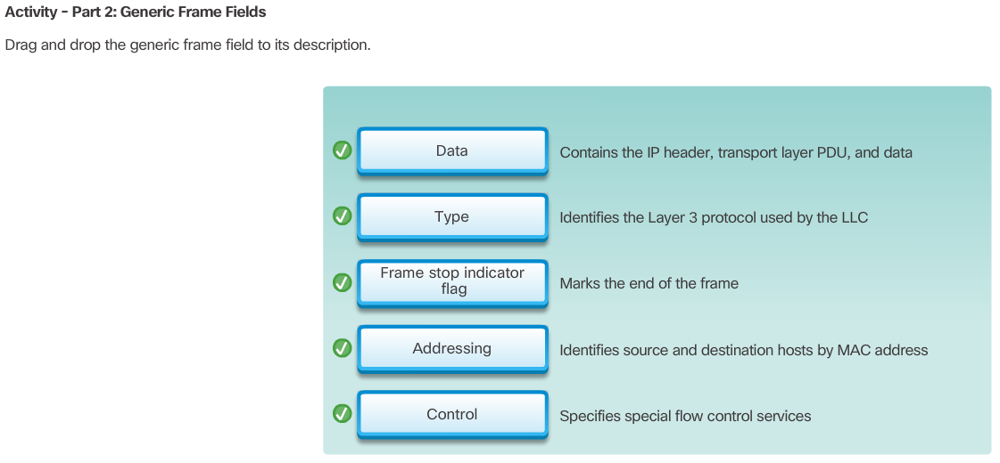 Activity - Part 2: Generic Frame Fields
Drag and drop the generic frame field to its description.
Data
Contains the IP header, transport layer PDU, and data
Type
Identifies the Layer 3 protocol used by the LLC
Frame stop indicator
flag
Marks the end of the frame
Addressing
Identifies source and destination hosts by MAC address
Control
Specifies special flow control services